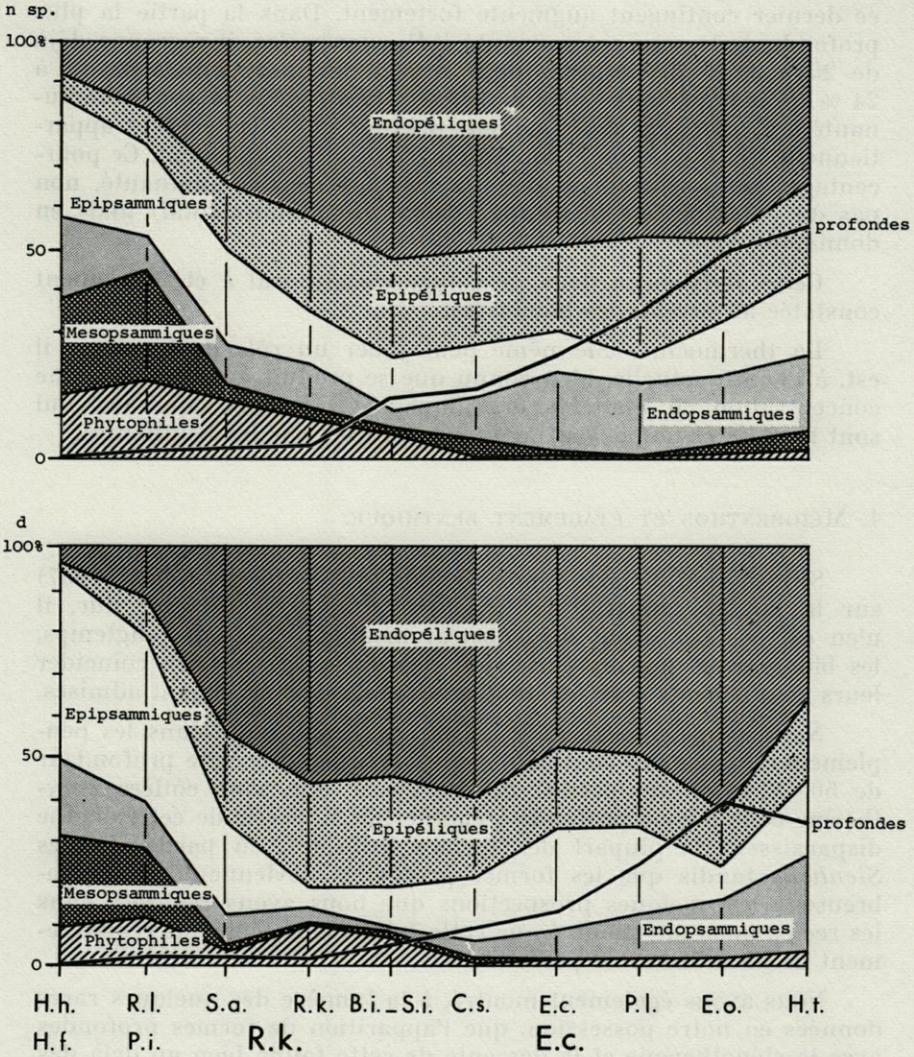 n sp.
100%
Endopéliques
Epipsammiques
profondes
50
Epipéliques
Mesopsammiques
Endopsammiques
Phytophiles
0
d
100%
Endopéliques
Epipsammiques
50
Epipéliques
profondes
Mesopsammiques
Endopsammiques
Phytophiles
0
H.h. R.l. S.a. R.k. B.i._S.i. C.s. E.c. P.l. E.o. H.f.
H.f. P.i. R.k. E.c.